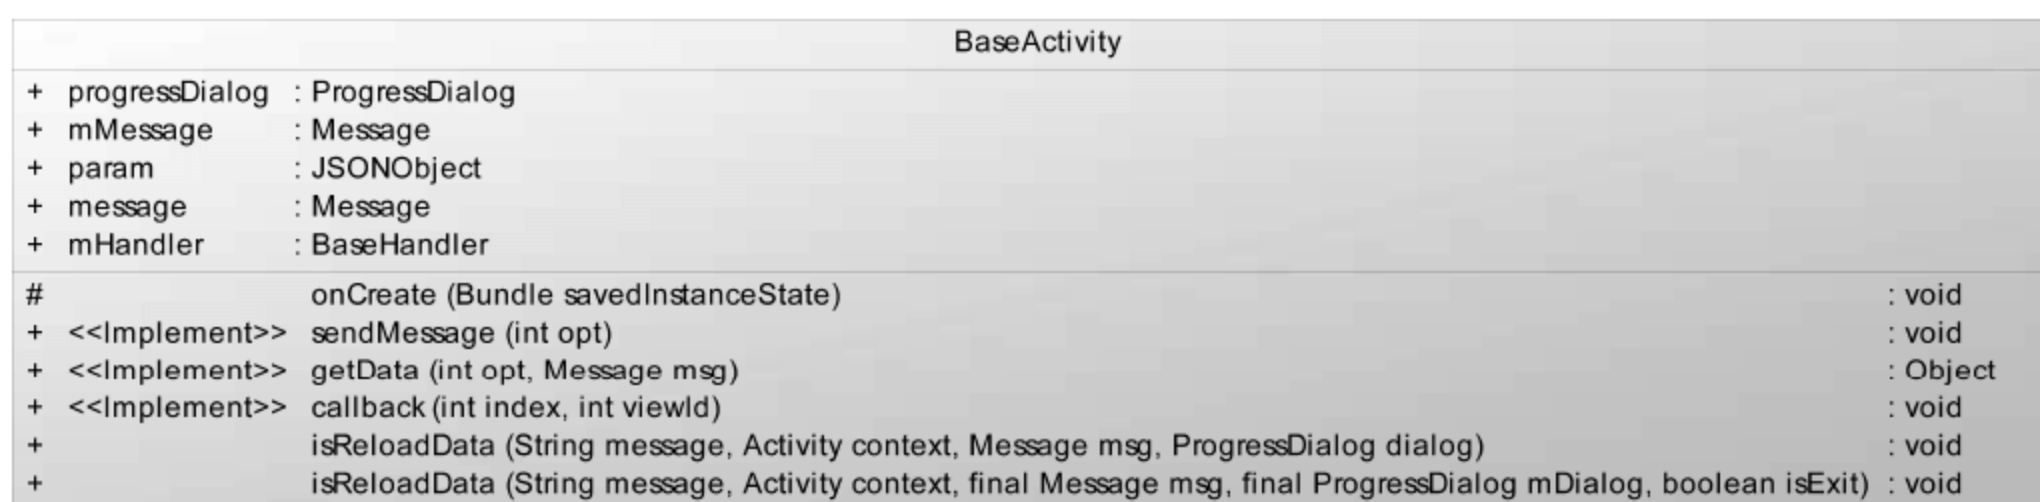 BaseActivity
+ progressDialog : ProgressDialog
+ mMessage : Message
+ param : JSONObject
+ message : Message
+ mHandler : BaseHandler
# onCreate (Bundle savedInstanceState) : void
+ <<Implement>> sendMessage (int opt) : void
+ <<Implement>> getData (int opt, Message msg) : Object
+ <<Implement>> callback (int index, int viewId) : void
+ isReloadData (String message, Activity context, Message msg, ProgressDialog dialog) : void
+ isReloadData (String message, Activity context, final Message msg, final ProgressDialog mDialog, boolean isExit) : void